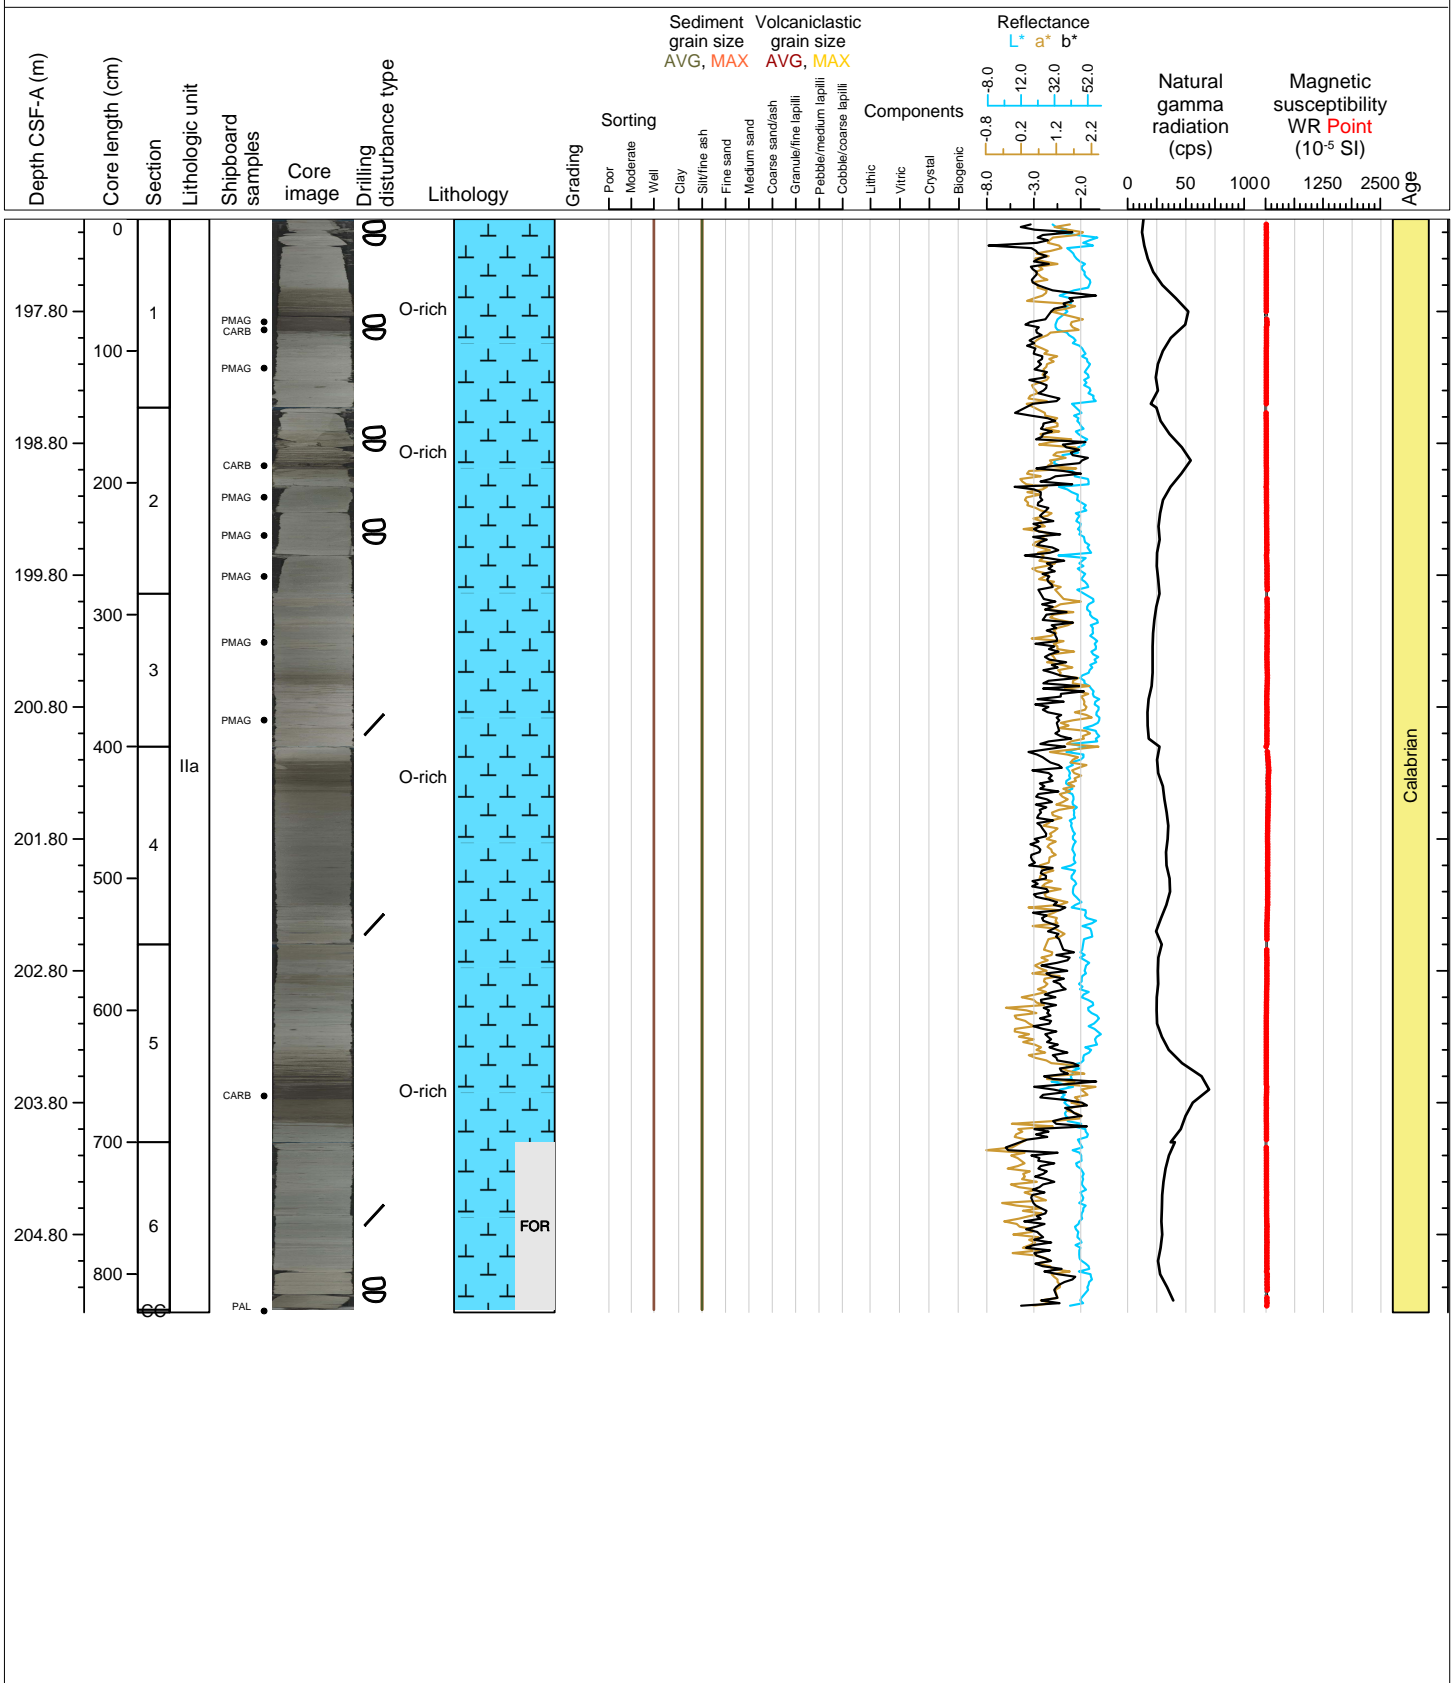 Sediment grain size
AVG, MAX
Volcaniclastic grain size
AVG, MAX
Reflectance
L* a* b*
Depth CSF-A (m)
Core length (cm)
Section
Lithologic unit
Shipboard samples
Core image
Drilling disturbance type
Lithology
Grading
Sorting
Poor
Moderate
Well
Clay
Silt/fine ash
Fine sand
Medium sand
Coarse sand/ash
Granule/fine lapilli
Pebble/medium lapilli
Cobble/coarse lapilli
Components
Lithic
Vitric
Crystal
Biogenic
-8.0 12.0 32.0 52.0
-0.8 0.2 1.2 2.2
-8.0 -3.0 2.0
Natural gamma radiation (cps)
0 50 100
Magnetic susceptibility
WR Point
(10-5 SI)
0 1250 2500
Age
0
197.80
1
PMAG
CARB
O-rich
100
PMAG
198.80
O-rich
CARB
200
PMAG
2
PMAG
199.80
PMAG
300
PMAG
3
200.80
PMAG
400
IIa
O-rich
Calabrian
201.80
4
500
202.80
600
5
203.80
CARB
O-rich
700
204.80
6
FOR
800
CC
PAL